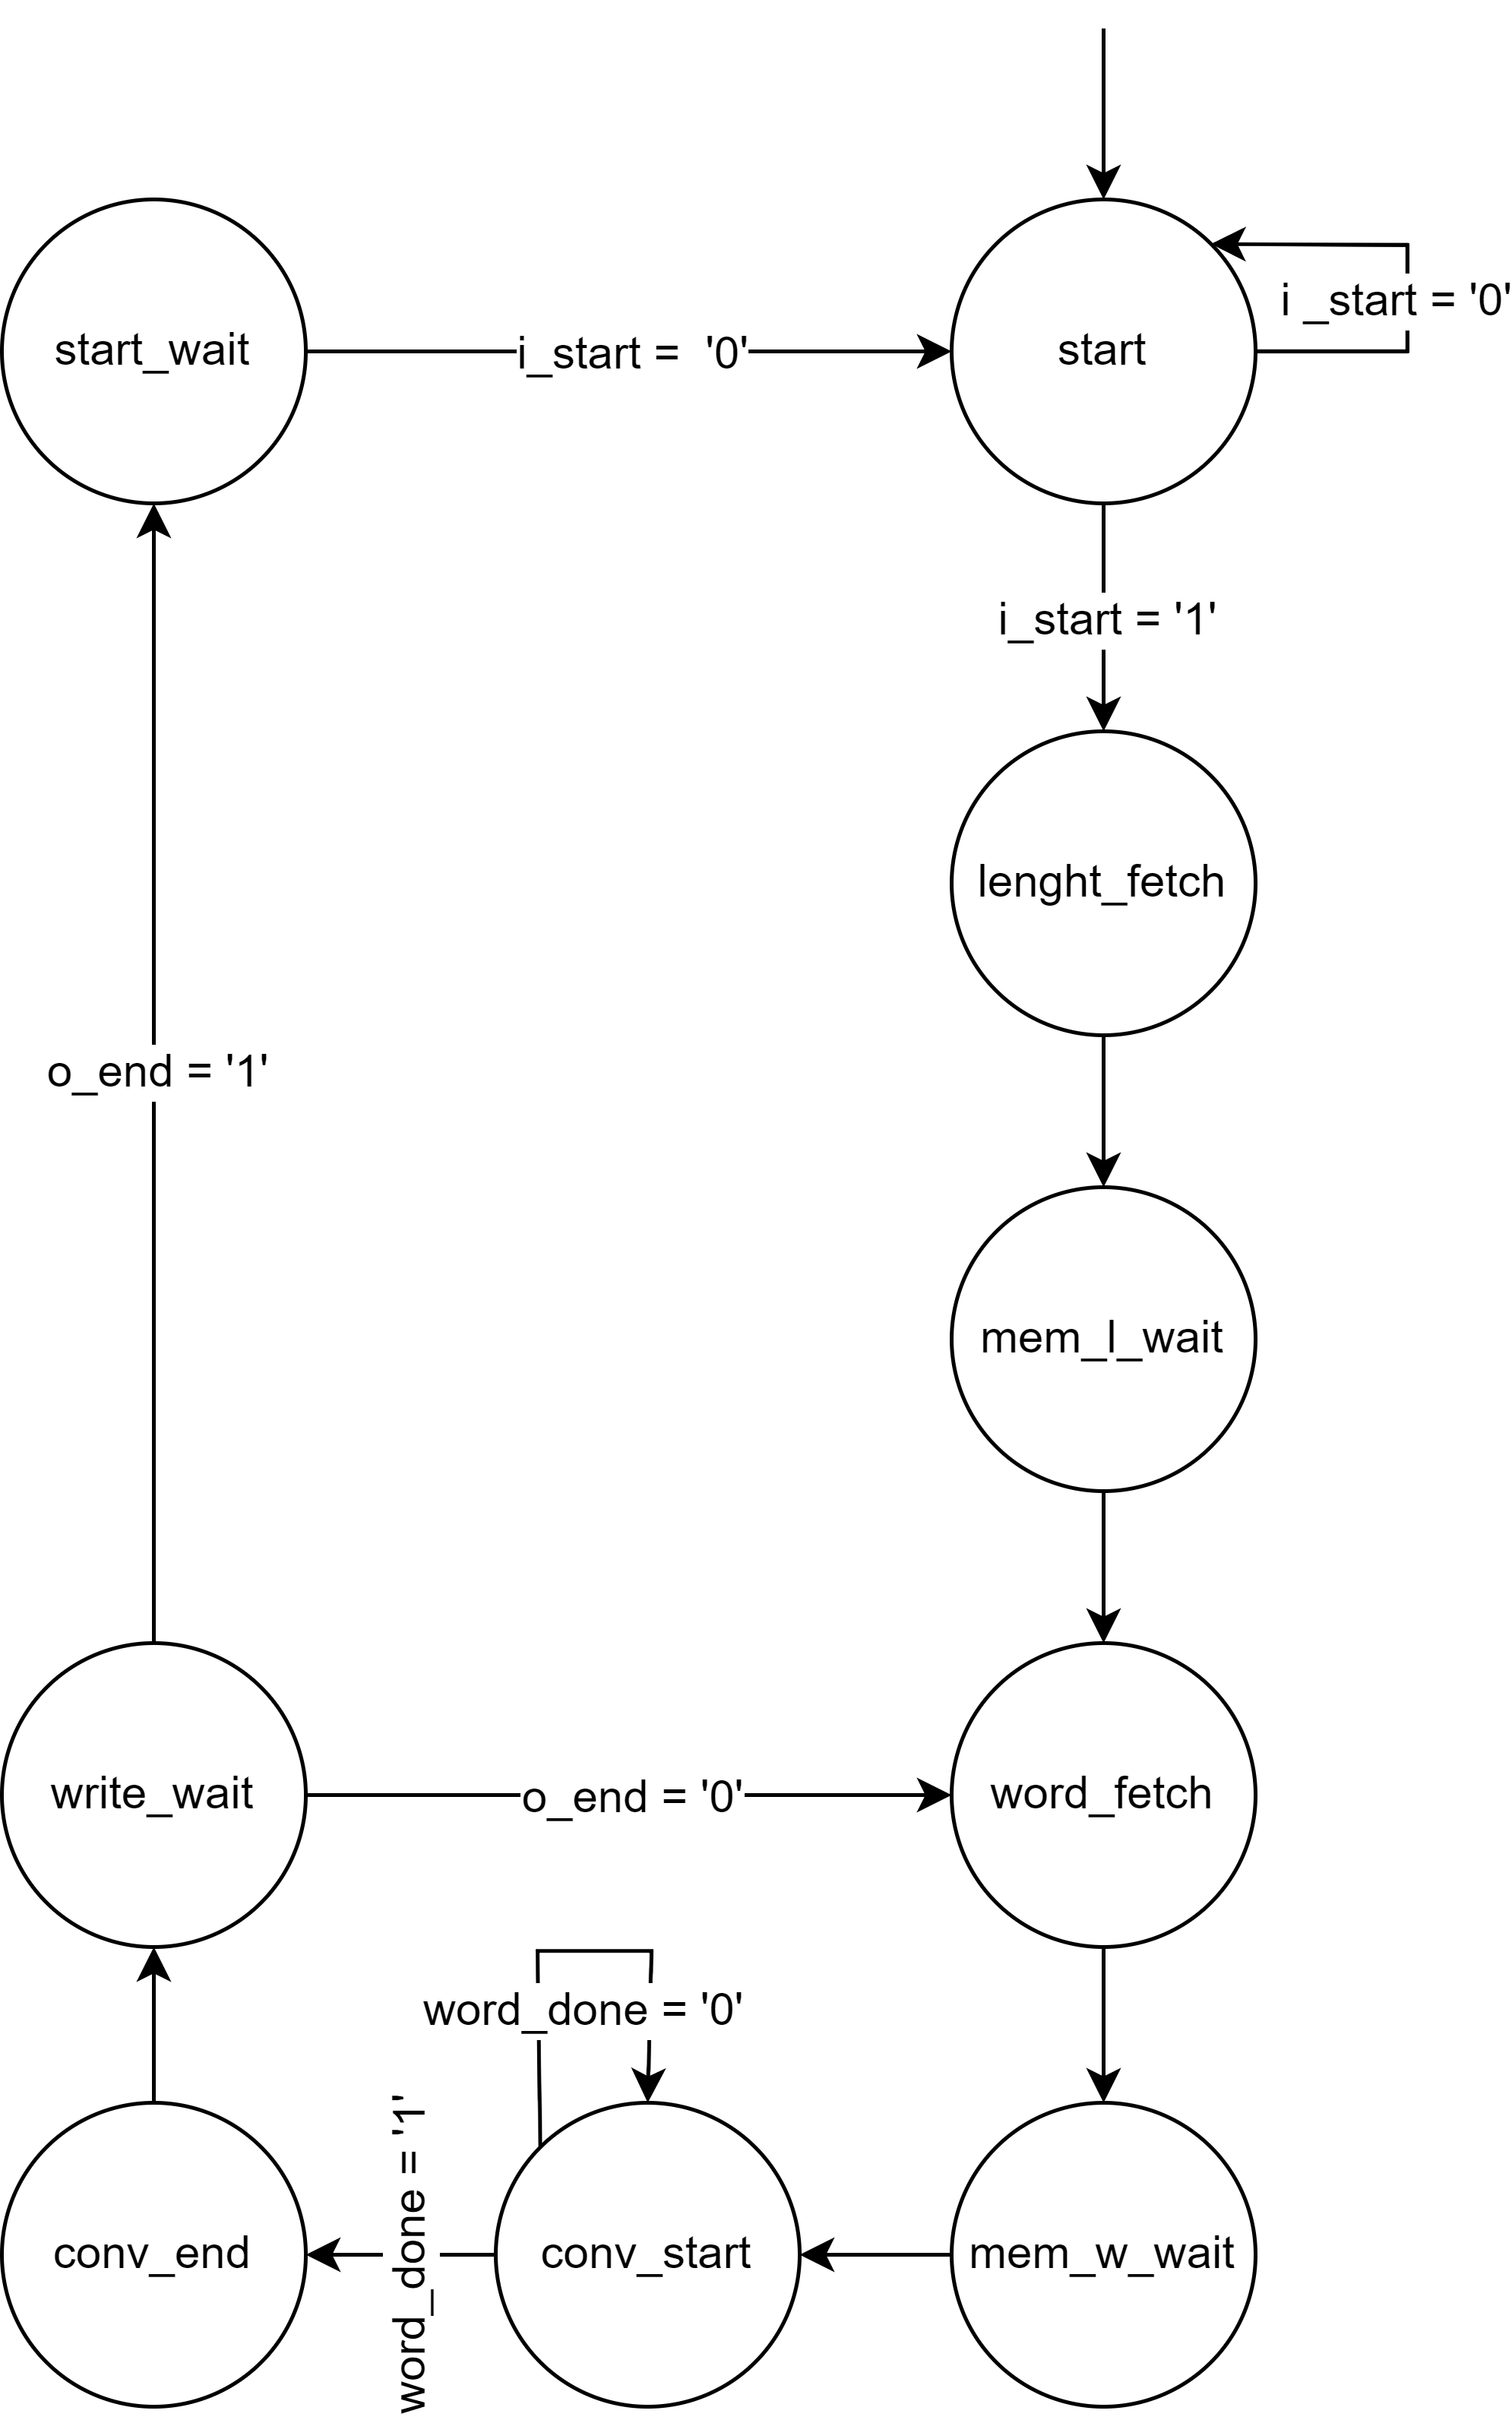 start_wait
i_start =  '0'
start
i _start = '0'
i_start = '1'
lenght_fetch
o_end = '1'
mem_l_wait
write_wait
o_end = '0'
word_fetch
word_done = '0'
word_done = '1'
conv_end
conv_start
mem_w_wait